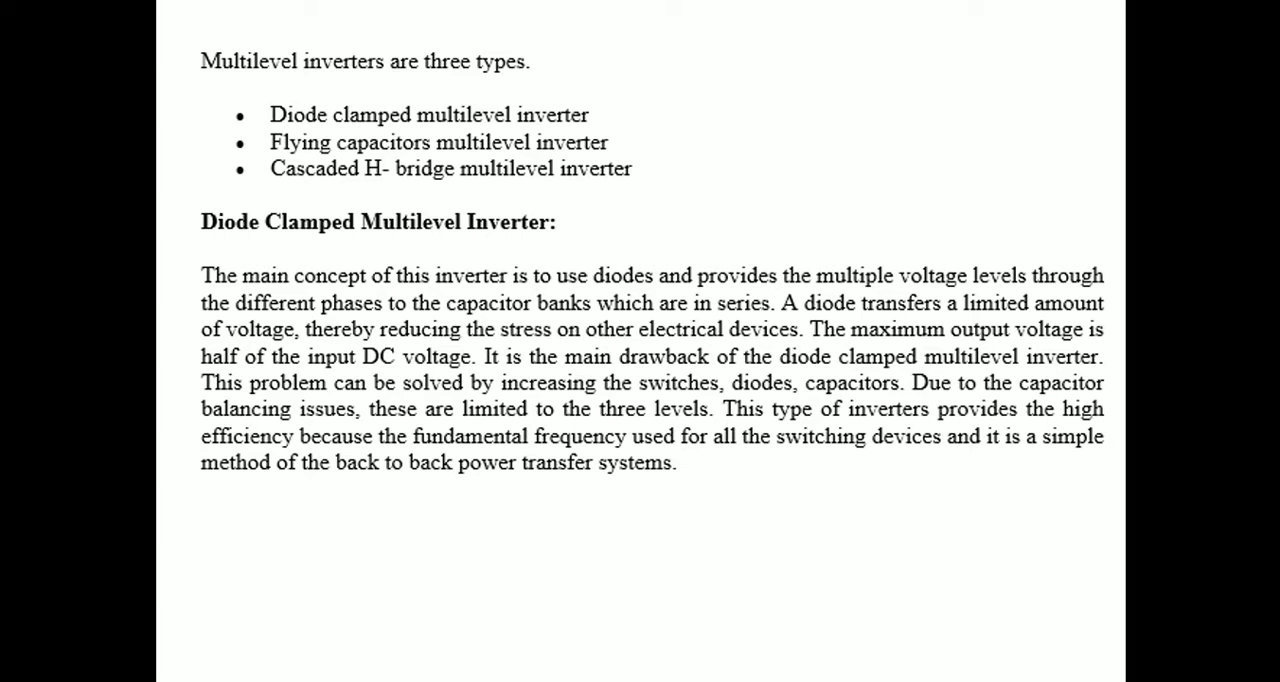 Multilevel inverters are three types.
• Diode clamped multilevel inverter
• Flying capacitors multilevel inverter
• Cascaded H- bridge multilevel inverter
Diode Clamped Multilevel Inverter:
The main concept of this inverter is to use diodes and provides the multiple voltage levels through
the different phases to the capacitor banks which are in series. A diode transfers a limited amount
of voltage, thereby reducing the stress on other electrical devices. The maximum output voltage is
half of the input DC voltage. It is the main drawback of the diode clamped multilevel inverter.
This problem can be solved by increasing the switches, diodes, capacitors. Due to the capacitor
balancing issues, these are limited to the three levels. This type of inverters provides the high
efficiency because the fundamental frequency used for all the switching devices and it is a simple
method of the back to back power transfer systems.